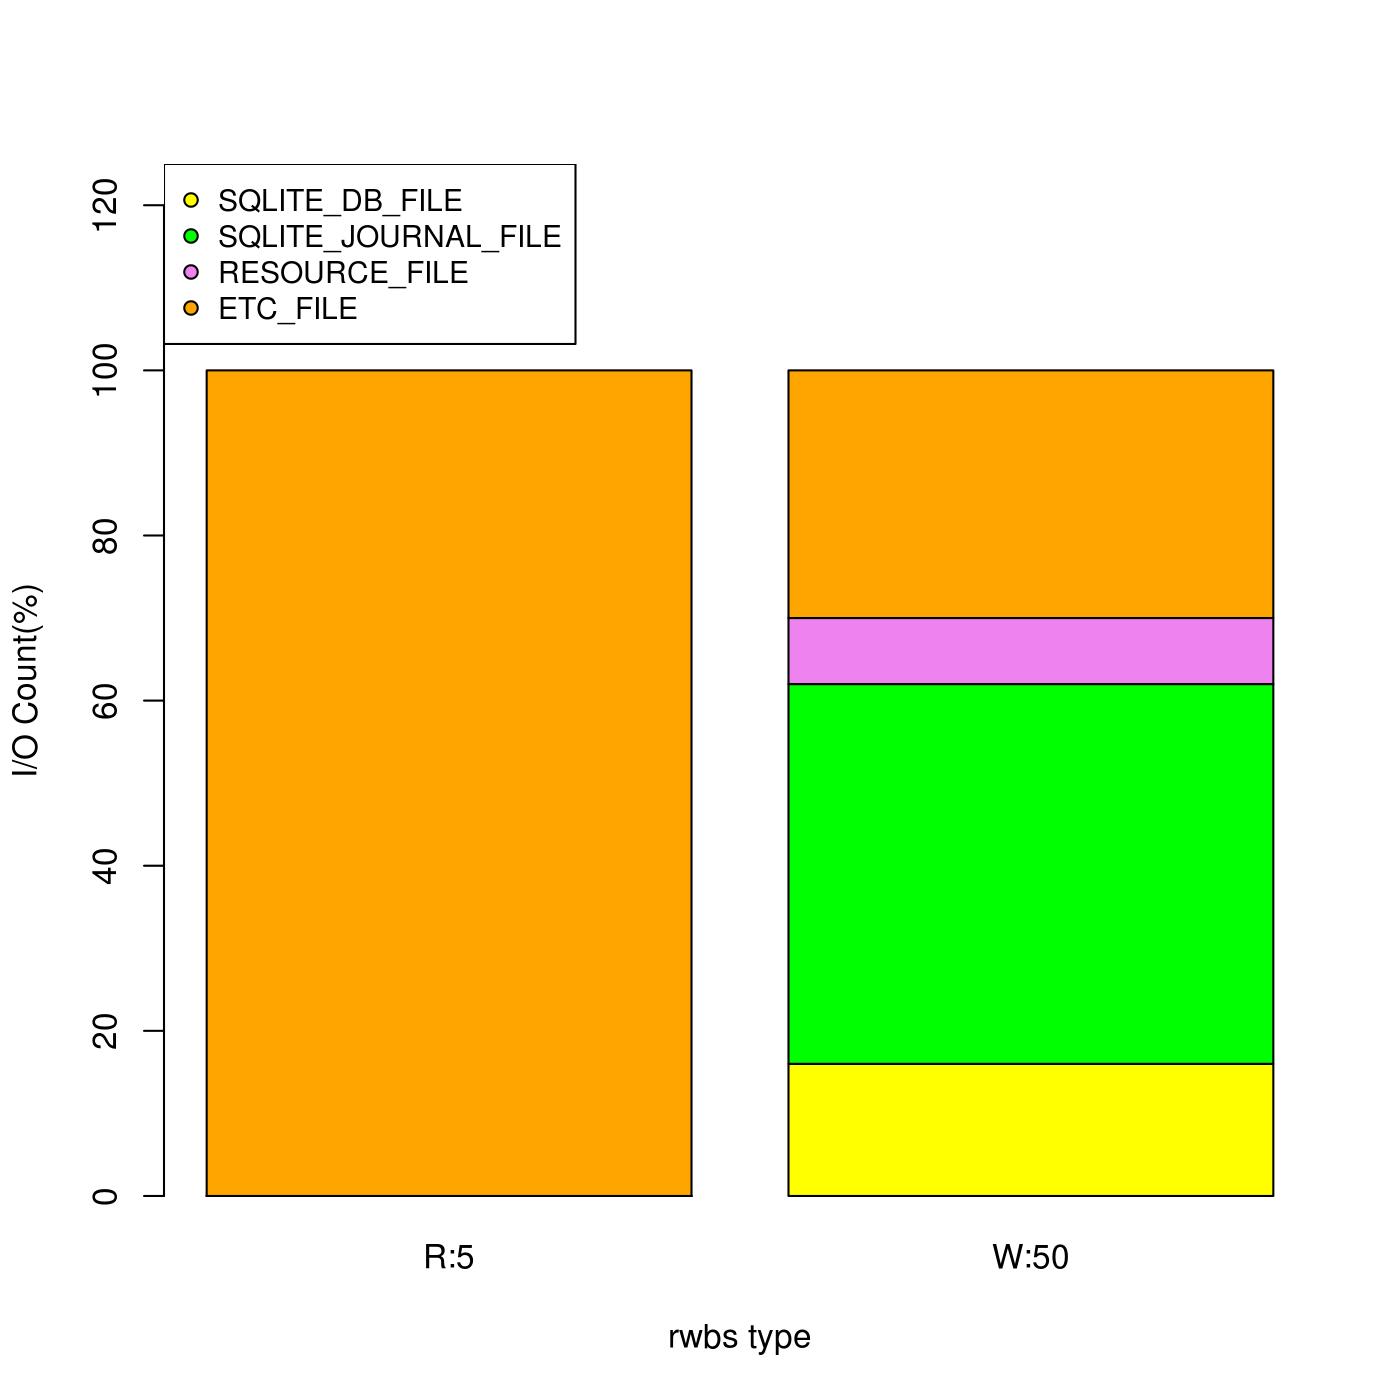 SQLITE_DB_FILE
SQLITE_JOURNAL_FILE
RESOURCE_FILE
ETC_FILE
120
100
80
60
40
20
0
I/O Count(%)
R:5 W:50
rwbs type